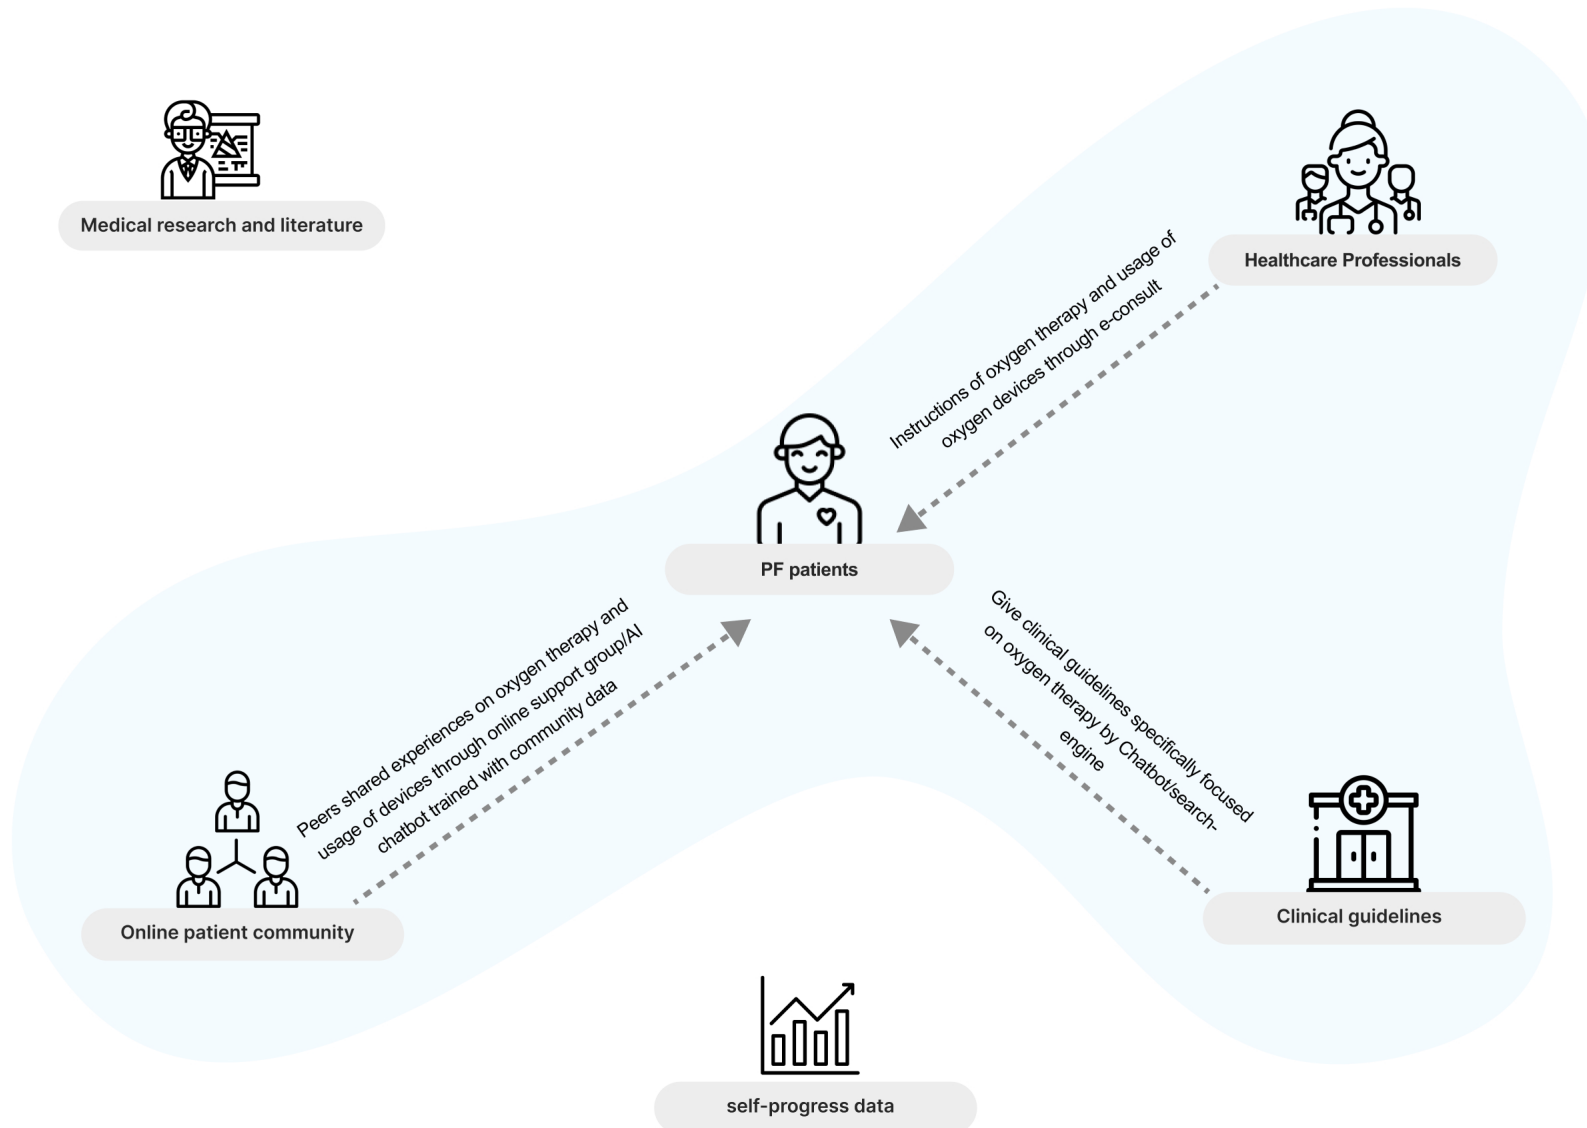 Medical research and literature
Healthcare Professionals
Instructions of oxygen therapy and usage of
oxygen devices through e-consult
PF patients
Peers shared experiences on oxygen therapy and
usage of devices through online support group/AI
chatbot trained with community data
Give clinical guidelines specifically focused
on oxygen therapy by Chatbot/search-
engine
Online patient community
Clinical guidelines
self-progress data